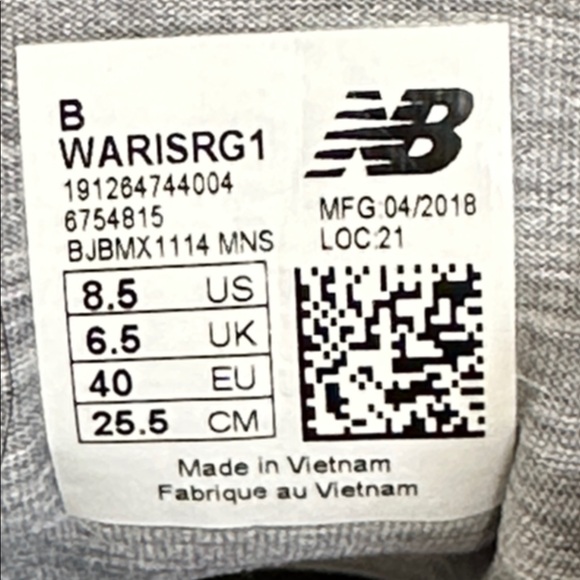 B
WARISRG1
191264744004
6754815
BJBMX1114 MNS
NB
MFG:04/2018
LOC:21
8.5 US
6.5 UK
40 EU
25.5 CM
Made in Vietnam
Fabrique au Vietnam